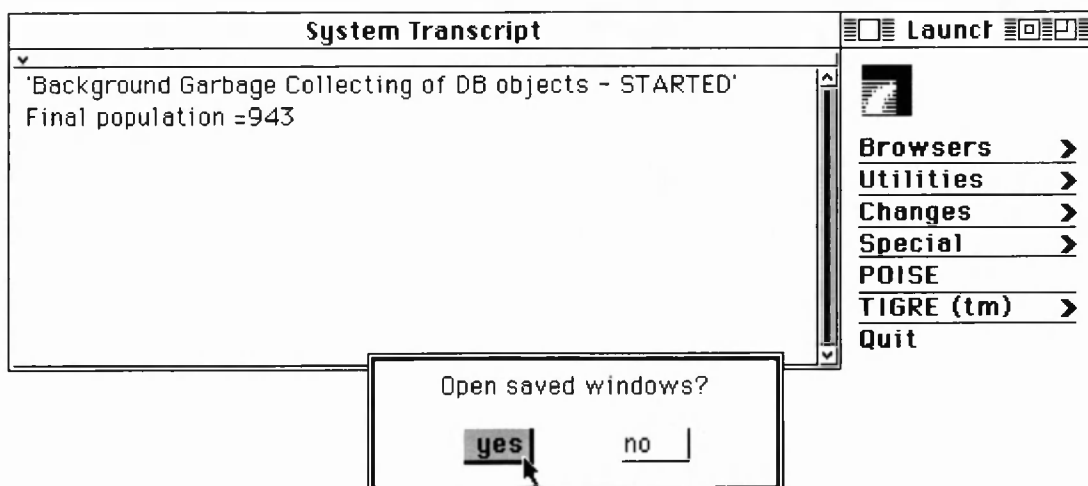 System Transcript
'Background Garbage Collecting of DB objects - STARTED'
Final population =943
Launch
Browsers
Utilities
Changes
Special
POISE
TIGRE (tm)
Quit
Open saved windows?
yes
no